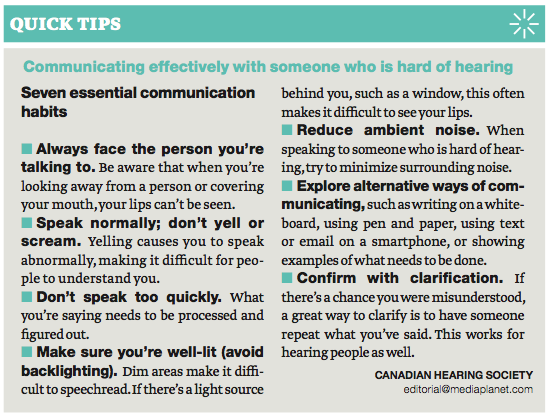 QUICK TIPS
Communicating effectively with someone who is hard of hearing
Seven essential communication
habits
Always face the person you're
talking to. Be aware that when you're
looking away from a person or covering
your mouth, your lips can't be seen.
Speak normally; don't yell or
scream. Yelling causes you to speak
abnormally, making it difficult for peo-
ple to understand you.
Don't speak too quickly. What
you're saying needs to be processed and
figured out.
Make sure you're well-lit (avoid
backlighting). Dim areas make it diffi-
cult to speechread. If there's a light source
behind you, such as a window, this often
makes it difficult to see your lips.
Reduce ambient noise. When
speaking to someone who is hard of hear-
ing, try to minimize surrounding noise.
Explore alternative ways of com-
municating, such as writing on a white-
board, using pen and paper, using text
or email on a smartphone, or showing
examples of what needs to be done.
Confirm with clarification. If
there's a chance you were misunderstood,
a great way to clarify is to have someone
repeat what you've said. This works for
hearing people as well.
CANADIAN HEARING SOCIETY
editorial@mediaplanet.com